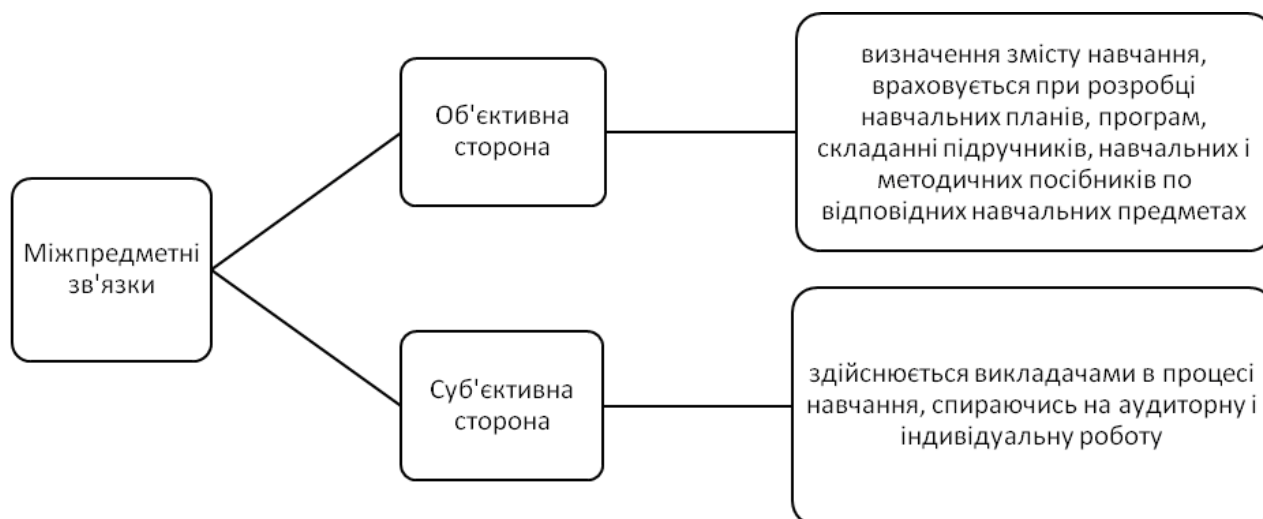 Міжпредметні
зв'язки
Об'єктивна
сторона
визначення змісту навчання,
враховується при розробці
навчальних планів, програм,
складанні підручників, навчальних і
методичних посібників по
відповідних навчальних предметах
Суб'єктивна
сторона
здійснюється викладачами в процесі
навчання, спираючись на аудиторну і
індивідуальну роботу